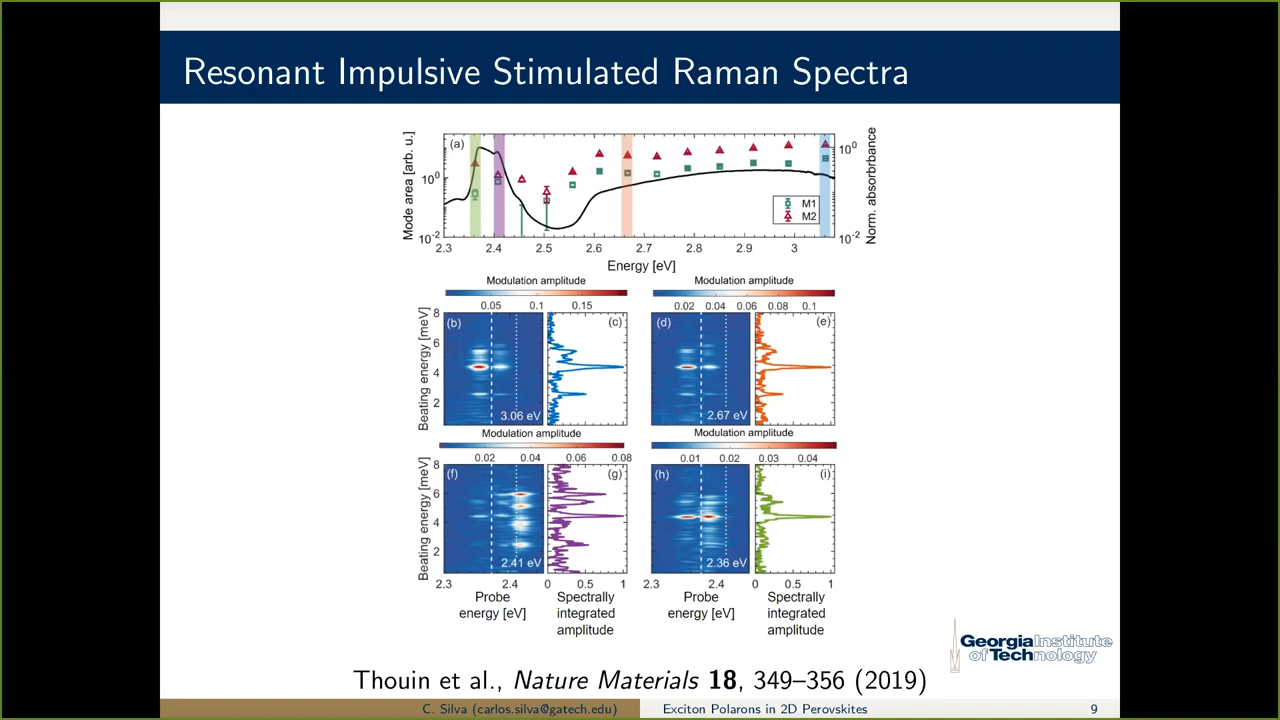 Resonant Impulsive Stimulated Raman Spectra
(a)
Mode area [arb. u.]
10^0
10^-2
10^0
10^-2
Norm. absorbrbance
M1
M2
2.3 2.4 2.5 2.6 2.7 2.8 2.9 3
Energy [eV]
Modulation amplitude Modulation amplitude
0.05 0.1 0.15 0.02 0.04 0.06 0.08 0.1
Beating energy [meV]
8
6
4
2
(b) (c) (d) (e)
3.06 eV 2.67 eV
Modulation amplitude Modulation amplitude
0.02 0.04 0.06 0.08 0.01 0.02 0.03 0.04
Beating energy [meV]
8
6
4
2
(f) (g) (h) (i)
2.41 eV 2.36 eV
2.3 2.4 0 0.5 1 2.3 2.4 0 0.5 1
Probe energy [eV]
Spectrally integrated amplitude
Probe energy [eV]
Spectrally integrated amplitude
Georgia Institute
of Technology
Thouin et al., Nature Materials 18, 349–356 (2019)
C. Silva (carlos.silva@gatech.edu) Exciton Polarons in 2D Perovskites 9